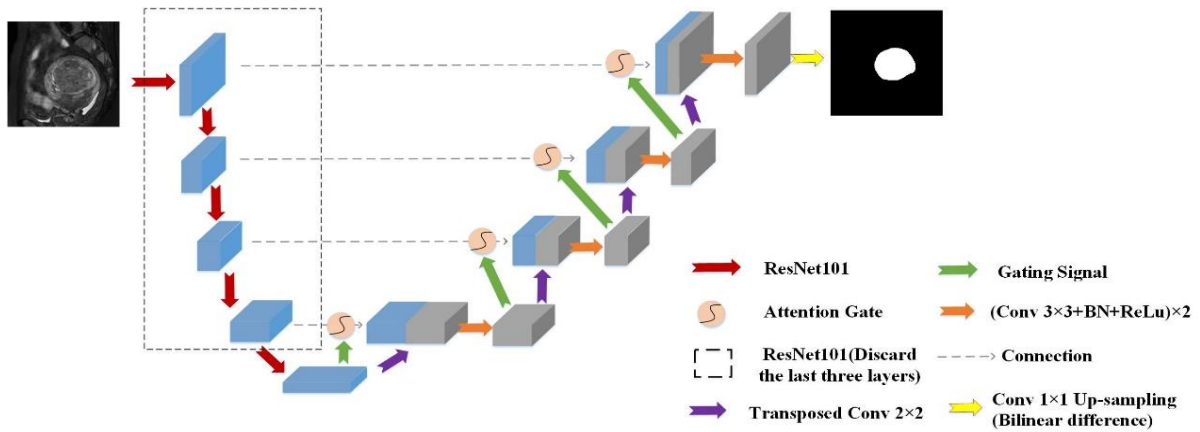 ResNet101
Gating Signal
Attention Gate
(Conv 3×3+BN+ReLu)×2
ResNet101(Discard
the last three layers)
Connection
Transposed Conv 2×2
Conv 1×1 Up-sampling
(Bilinear difference)